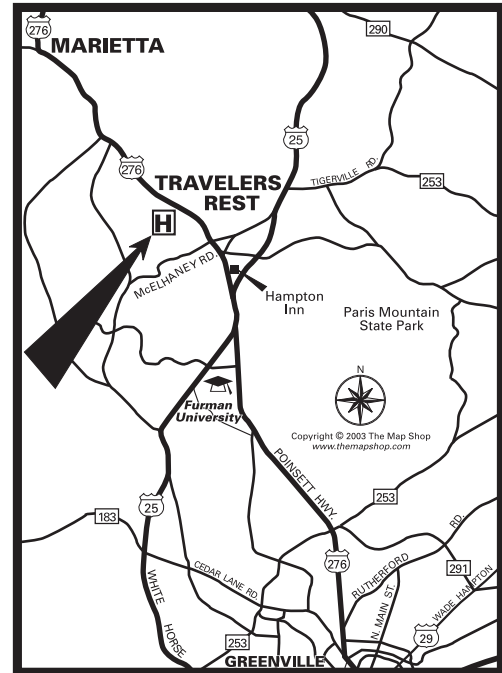 276
MARIETTA
290
25
276
TIGERVILLE RD.
253
TRAVELERS
REST
H
McELHANEY RD.
Hampton
Inn
Paris Mountain
State Park
N
Furman
University
Copyright © 2003 The Map Shop
www.themapshop.com
POINSETT HWY
253
25
183
RUTHERFORD RD.
276
291
CEDAR LANE RD.
WHITE HORSE
N. MAIN ST.
WADE HAMPTON
29
253
GREENVILLE